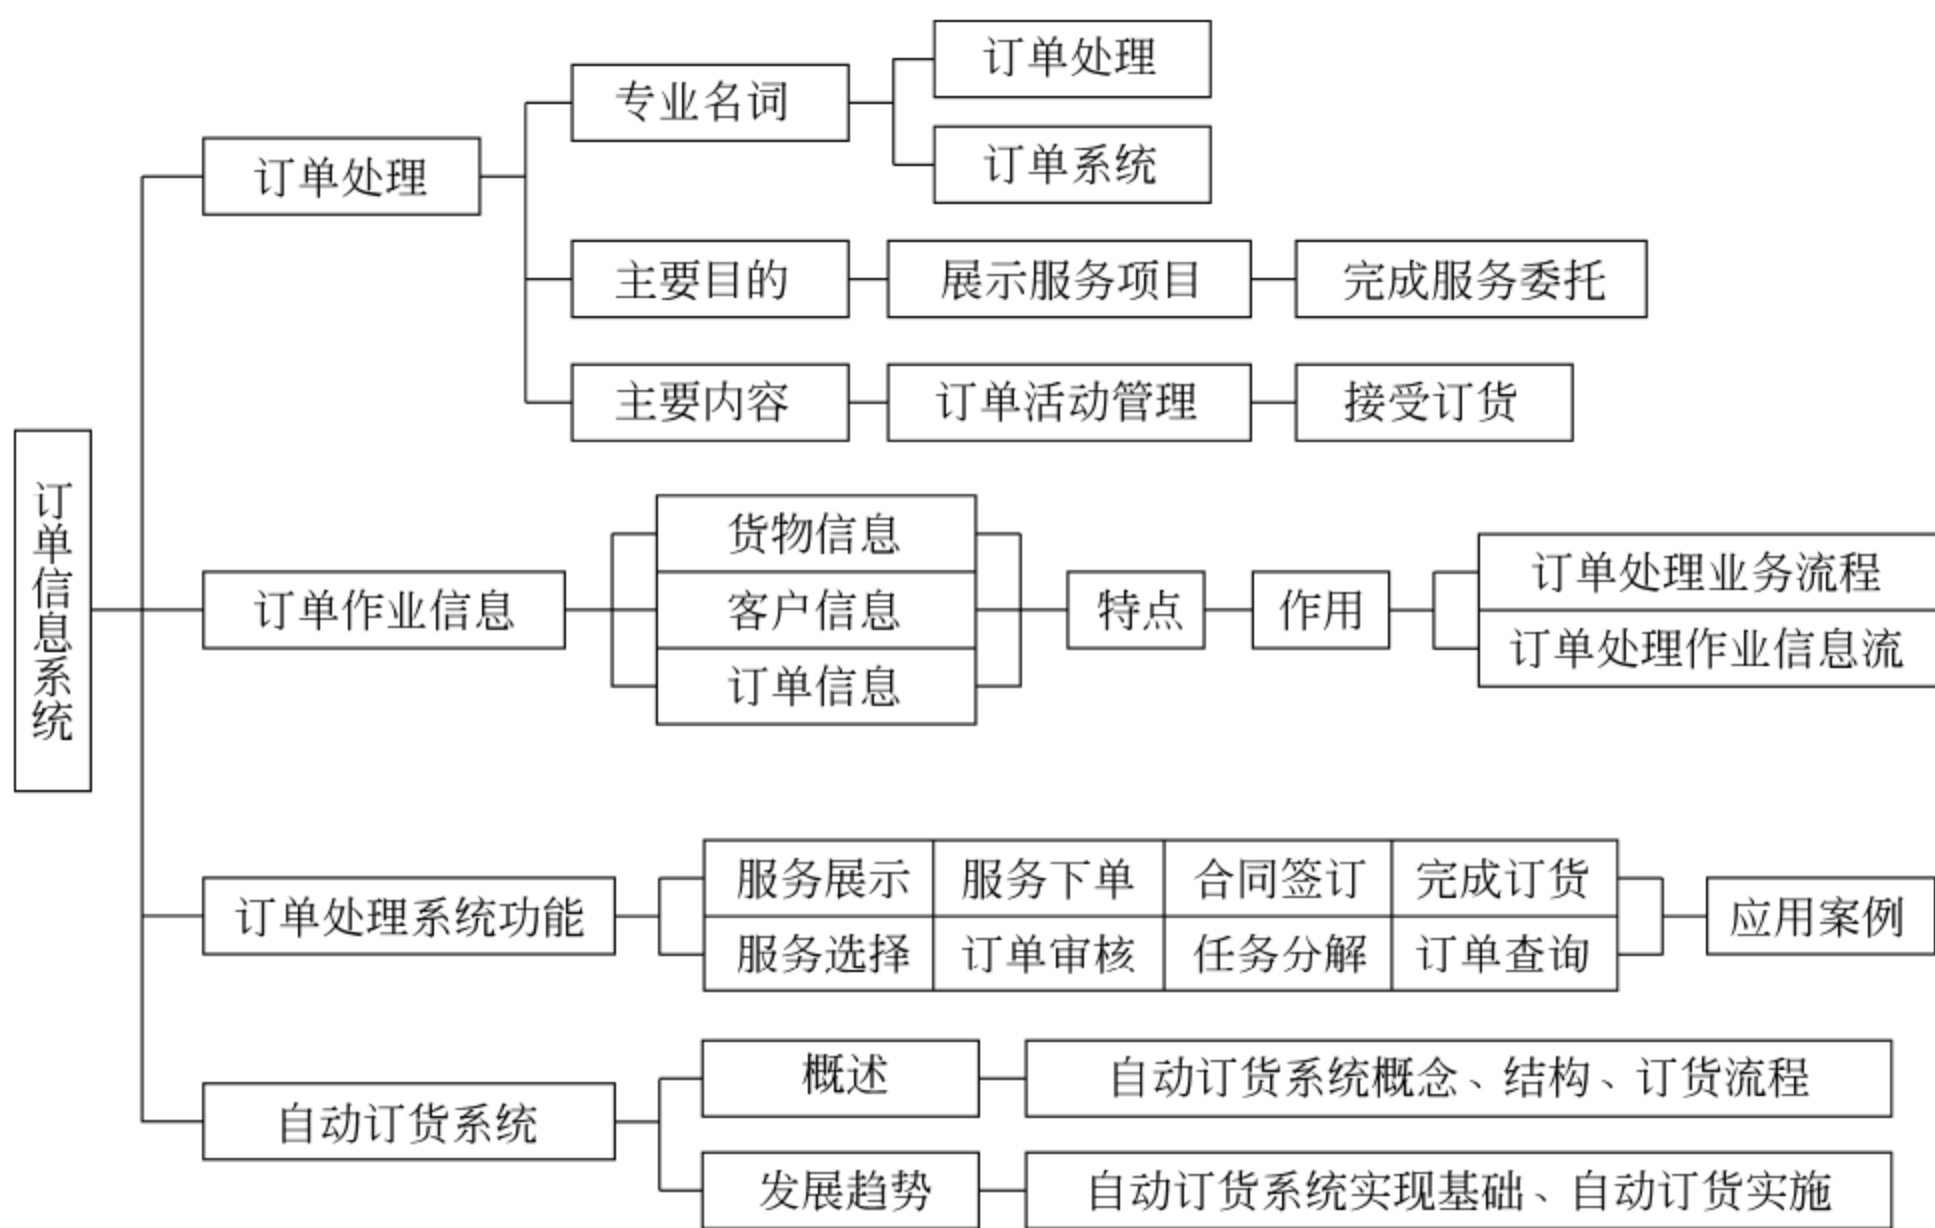 订单信息系统
订单处理
专业名词
订单处理
订单系统
主要目的
展示服务项目
完成服务委托
主要内容
订单活动管理
接受订货
订单作业信息
货物信息
客户信息
订单信息
特点
作用
订单处理业务流程
订单处理作业信息流
订单处理系统功能
服务展示
服务下单
合同签订
完成订货
服务选择
订单审核
任务分解
订单查询
应用案例
自动订货系统
概述
自动订货系统概念、结构、订货流程
发展趋势
自动订货系统实现基础、自动订货实施